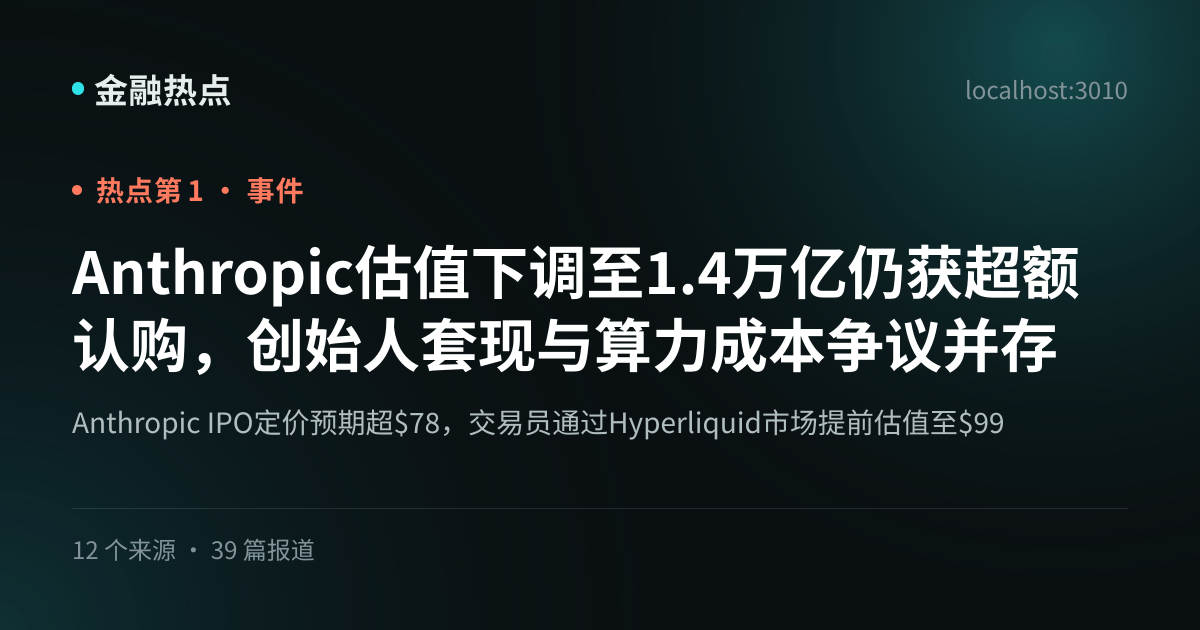 金融热点
localhost:3010
热点第 1 · 事件
Anthropic估值下调至1.4万亿仍获超额
认购，创始人套现与算力成本争议并存
Anthropic IPO定价预期超$78，交易员通过Hyperliquid市场提前估值至$99
12 个来源 · 39 篇报道